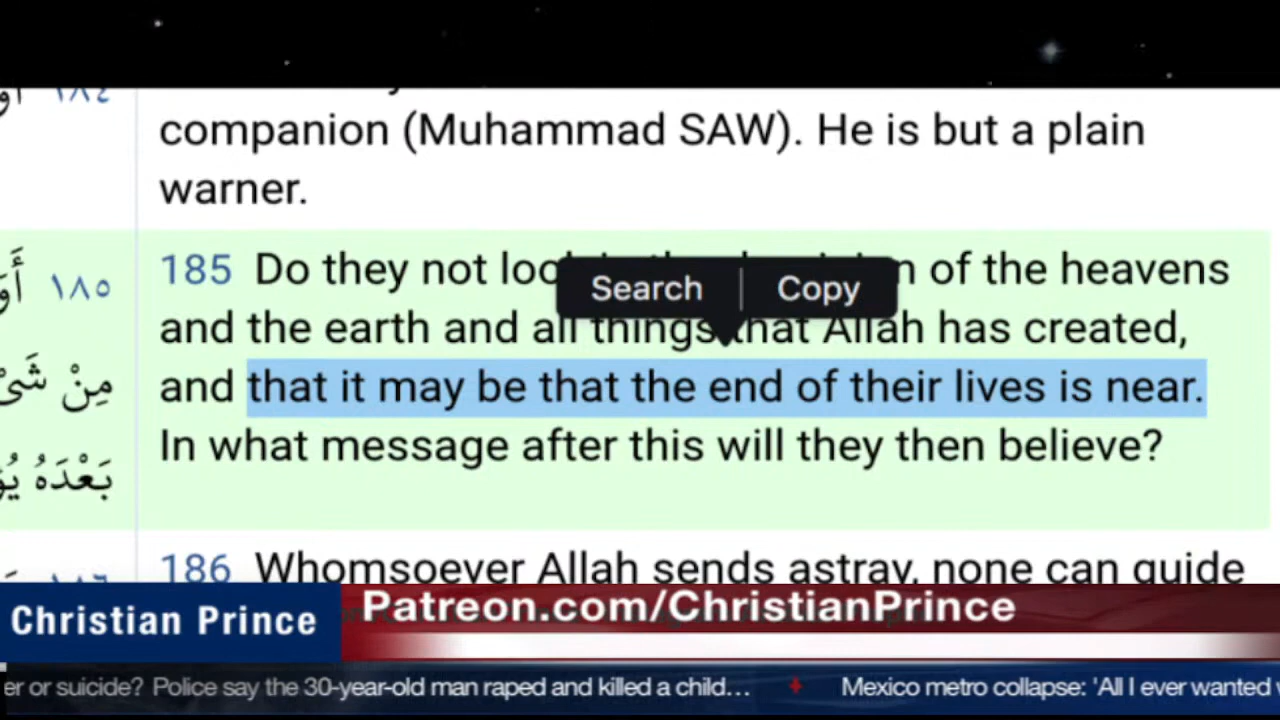 companion (Muhammad SAW). He is but a plain
warner.
١٨٥
185 Do they not of the heavens
Search Copy
and the earth and all things that Allah has created,
مِنْ
and that it may be that the end of their lives is near.
In what message after this will they then believe?
بَعْدَهُ
186 Whomsoever Allah sends astray, none can guide
Christian Prince
Patreon.com/ChristianPrince
er or suicide? Police say the 30-year-old man raped and killed a child...
Mexico metro collapse: 'All I ever wanted